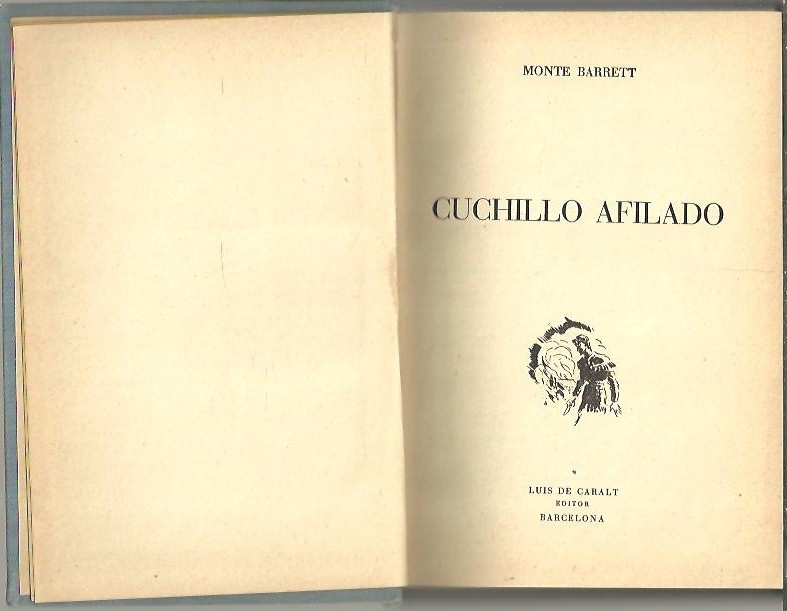 MONTE BARRETT
CUCHILLO AFILADO
LUIS DE CARALT
EDITOR
BARCELONA